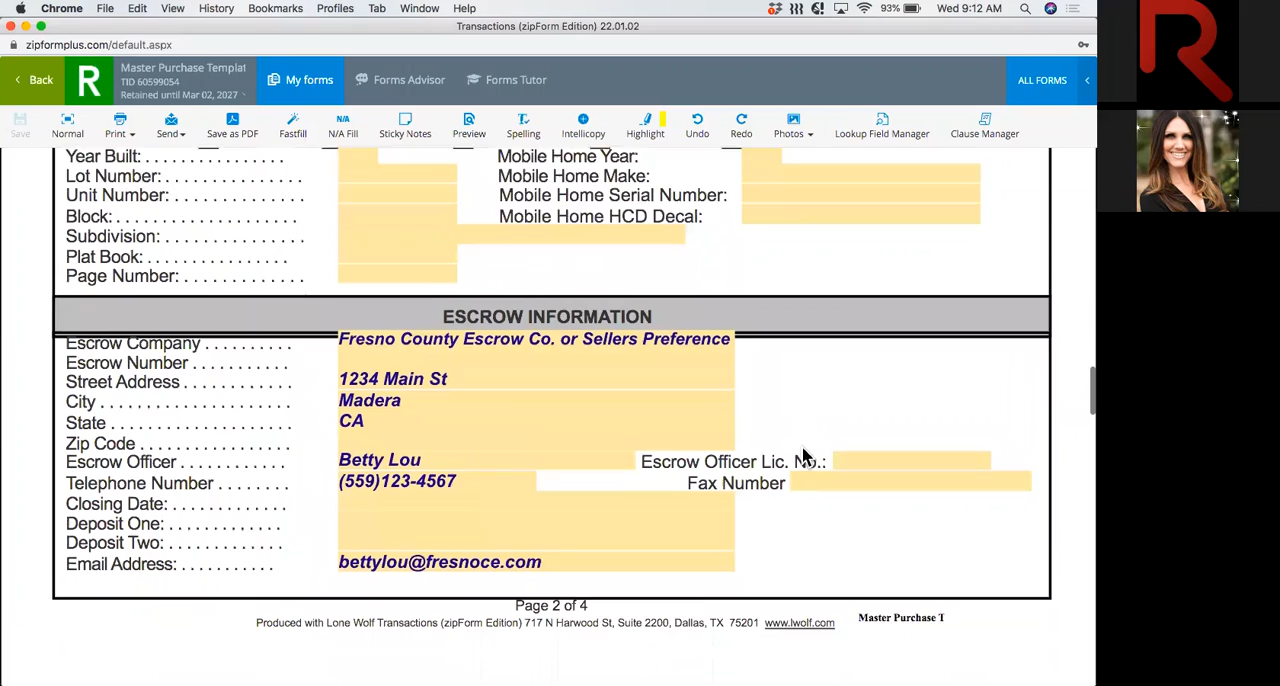 Chrome File Edit View History Bookmarks Profiles Tab Window Help 93% Wed 9:12 AM
Transactions (zipForm Edition) 22.01.02
zipformplus.com/default.aspx
Back R Master Purchase Templat My forms Forms Advisor Forms Tutor ALL FORMS
TID 60599054
Retained until Mar 02, 2027
Save Normal Print Send Save as PDF Fastfill N/A Fill Sticky Notes Preview Spelling Intellicopy Highlight Undo Redo Photos Lookup Field Manager Clause Manager
Year Built: . . . . . . . . . . . . . . Mobile Home Year:
Lot Number: . . . . . . . . . . . . . Mobile Home Make:
Unit Number: . . . . . . . . . . . . Mobile Home Serial Number:
Block: . . . . . . . . . . . . . . . . . . Mobile Home HCD Decal:
Subdivision: . . . . . . . . . . . . .
Plat Book: . . . . . . . . . . . . . .
Page Number: . . . . . . . . . . .
ESCROW INFORMATION
Escrow Company . . . . . . . . . Fresno County Escrow Co. or Sellers Preference
Escrow Number . . . . . . . . . .
Street Address . . . . . . . . . . . 1234 Main St
City . . . . . . . . . . . . . . . . . . . . Madera
State . . . . . . . . . . . . . . . . . . . CA
Zip Code . . . . . . . . . . . . . . .
Escrow Officer . . . . . . . . . . . Betty Lou Escrow Officer Lic. No.:
Telephone Number . . . . . . . . (559)123-4567 Fax Number
Closing Date: . . . . . . . . . . . .
Deposit One: . . . . . . . . . . . .
Deposit Two: . . . . . . . . . . . .
Email Address: . . . . . . . . . . bettylou@fresnoce.com
Page 2 of 4
Produced with Lone Wolf Transactions (zipForm Edition) 717 N Harwood St, Suite 2200, Dallas, TX 75201 www.lwolf.com Master Purchase T